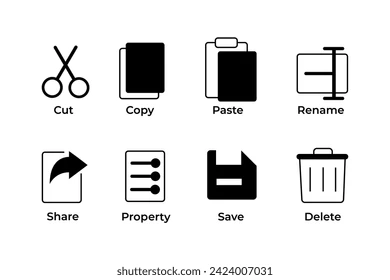 Cut Copy Paste Rename
Share Property Save Delete
shutterstock.com · 2424007031